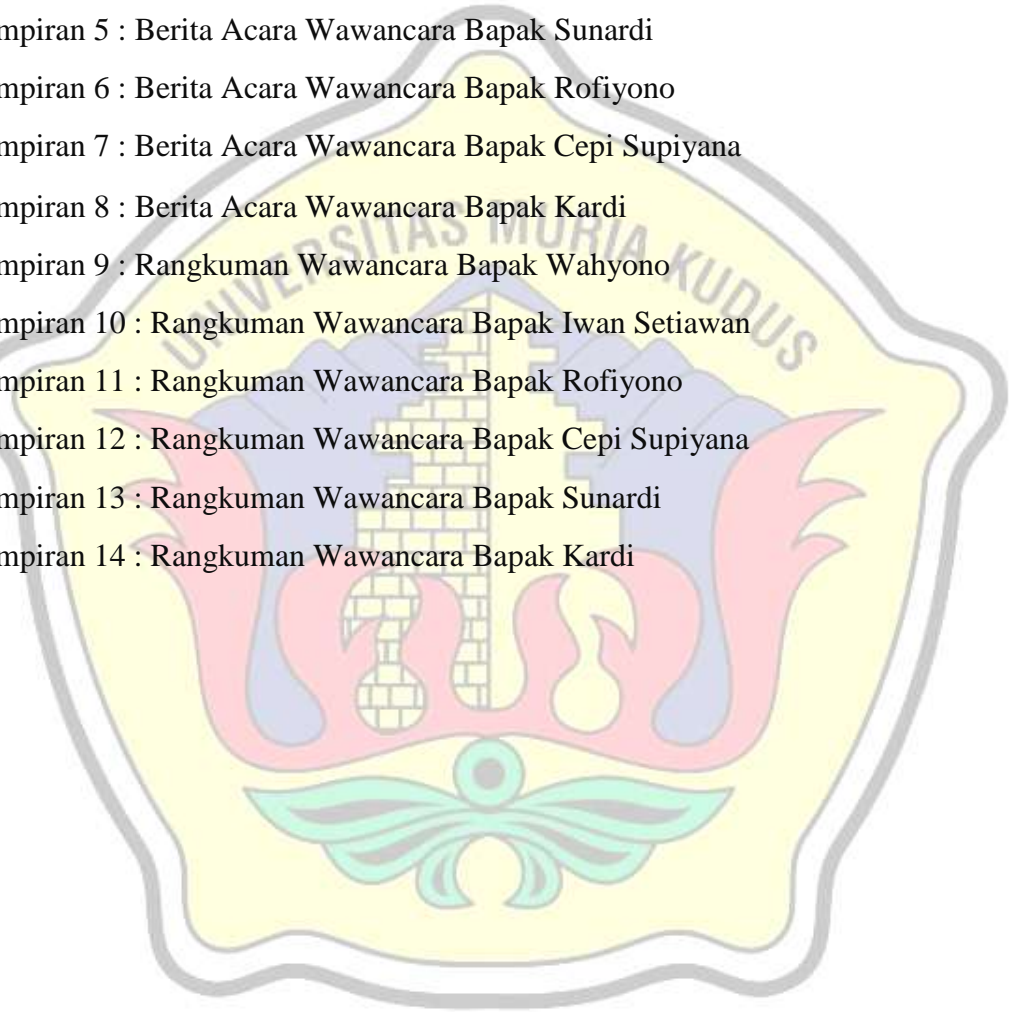 mpiran 5 : Berita Acara Wawancara Bapak Sunardi
mpiran 6 : Berita Acara Wawancara Bapak Rofiyono
mpiran 7 : Berita Acara Wawancara Bapak Cepi Supiyana
mpiran 8 : Berita Acara Wawancara Bapak Kardi
mpiran 9 : Rangkuman Wawancara Bapak Wahyono
mpiran 10 : Rangkuman Wawancara Bapak Iwan Setiawan
mpiran 11 : Rangkuman Wawancara Bapak Rofiyono
mpiran 12 : Rangkuman Wawancara Bapak Cepi Supiyana
mpiran 13 : Rangkuman Wawancara Bapak Sunardi
mpiran 14 : Rangkuman Wawancara Bapak Kardi
UNIVERSITAS MURIA KUDUS